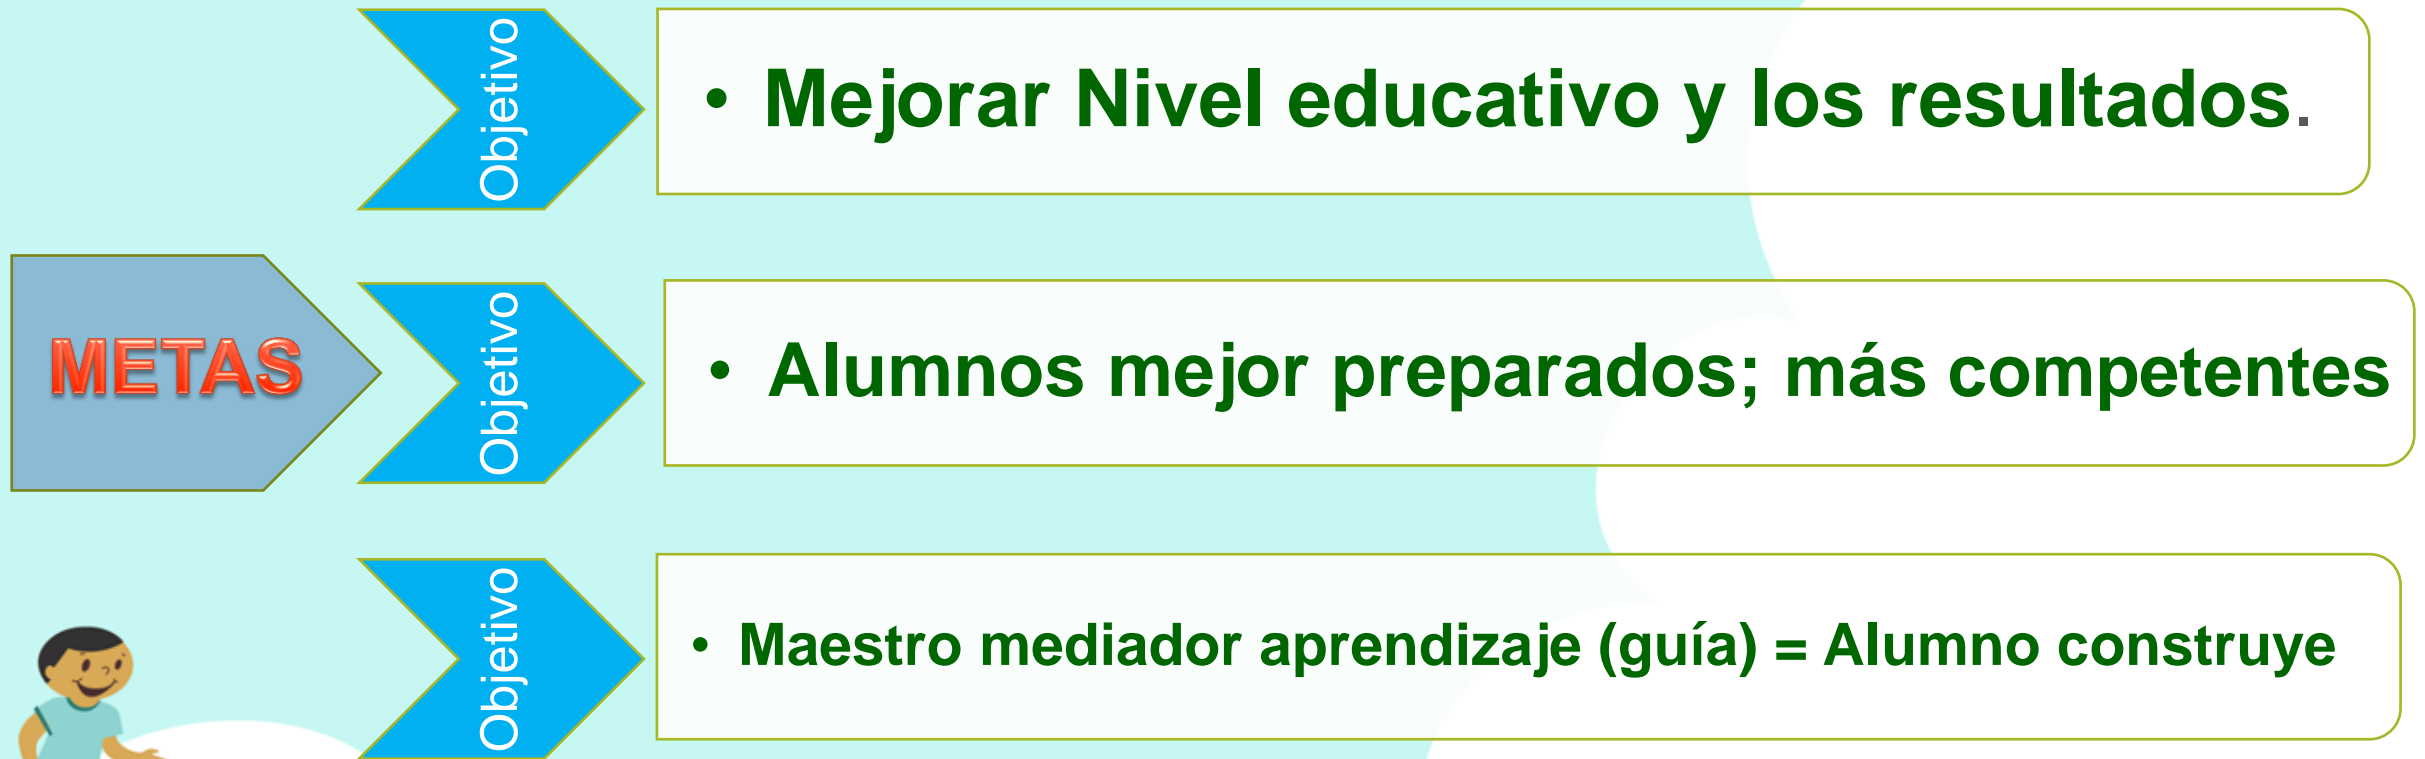 Objetivo
• Mejorar Nivel educativo y los resultados.
METAS
Objetivo
• Alumnos mejor preparados; más competentes
Objetivo
• Maestro mediador aprendizaje (guía) = Alumno construye